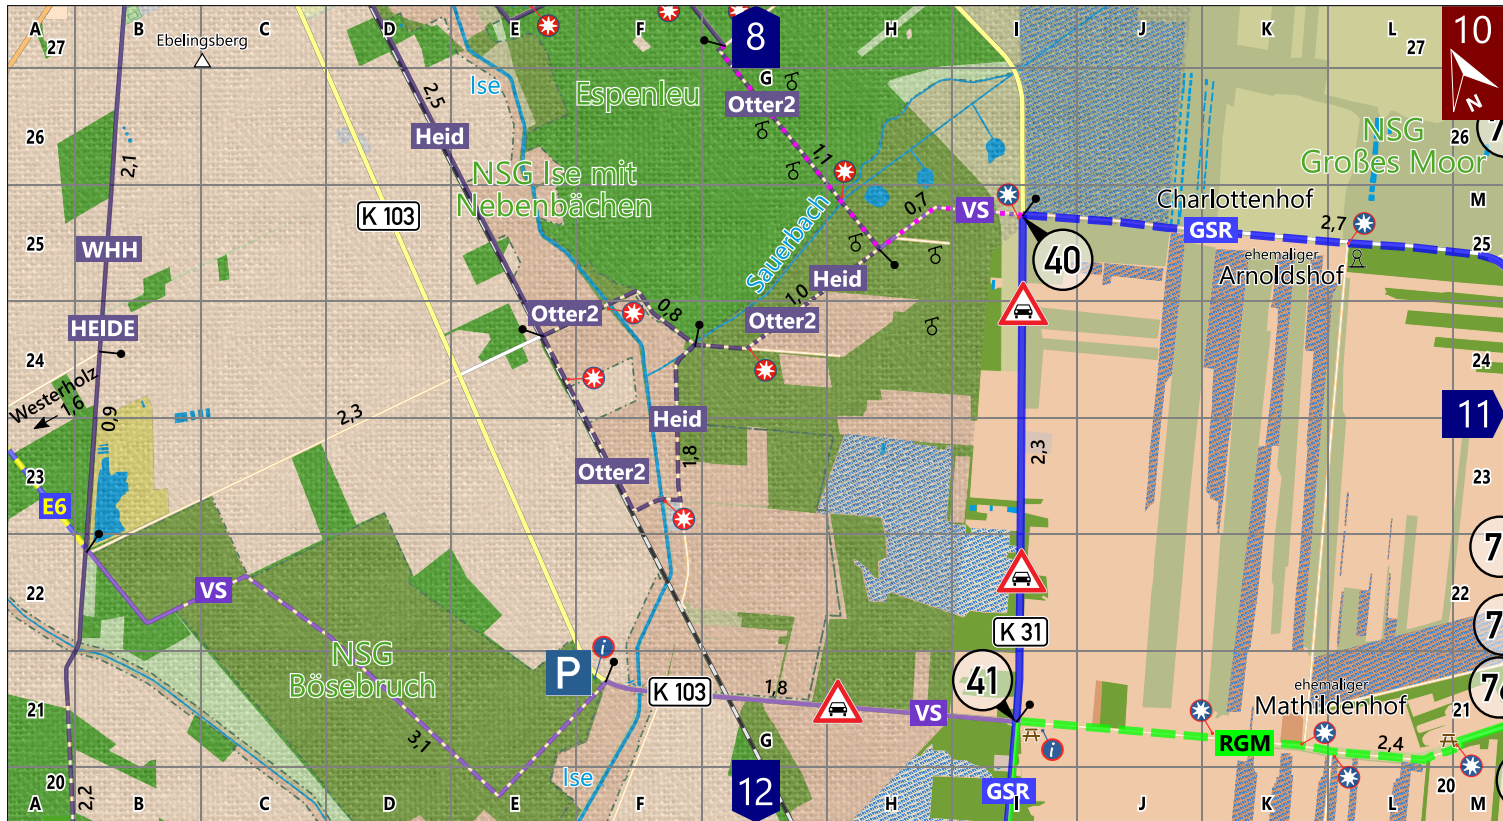 A
B
C
D
E
F
8
H
I
J
K
L
10
27
Ebelingsberg
27
N
Ise
2,5
Espenleu
G
Otter2
Heid
26
2,1
1,1
NSG
Großes Moor
26
7
NSG Ise mit
Nebenbächen
K 103
Sauerbach
0,7
VS
Charlottenhof
M
GSR
2,7
25
WHH
40
ehemaliger
Arnoldshof
25
Heid
1,0
Otter2
0,8
Otter2
HEIDE
24
24
Westerholz
1,6
0,9
2,3
Heid
11
1,8
2,3
Otter2
23
23
E6
7
22
VS
22
K 31
7
NSG
Bösebruch
P
i
K 103
1,8
41
VS
ehemaliger
Mathildenhof
7
21
21
3,1
G
i
RGM
2,4
20
2,2
Ise
12
GSR
20
A
B
C
D
E
F
H
I
J
K
L
M